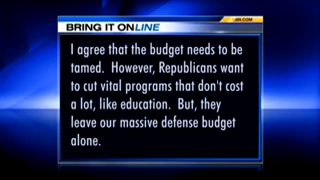 BRING IT ONLINE
I agree that the budget needs to be
tamed. However, Republicans want
to cut vital programs that don't cost
a lot, like education. But, they
leave our massive defense budget
alone.